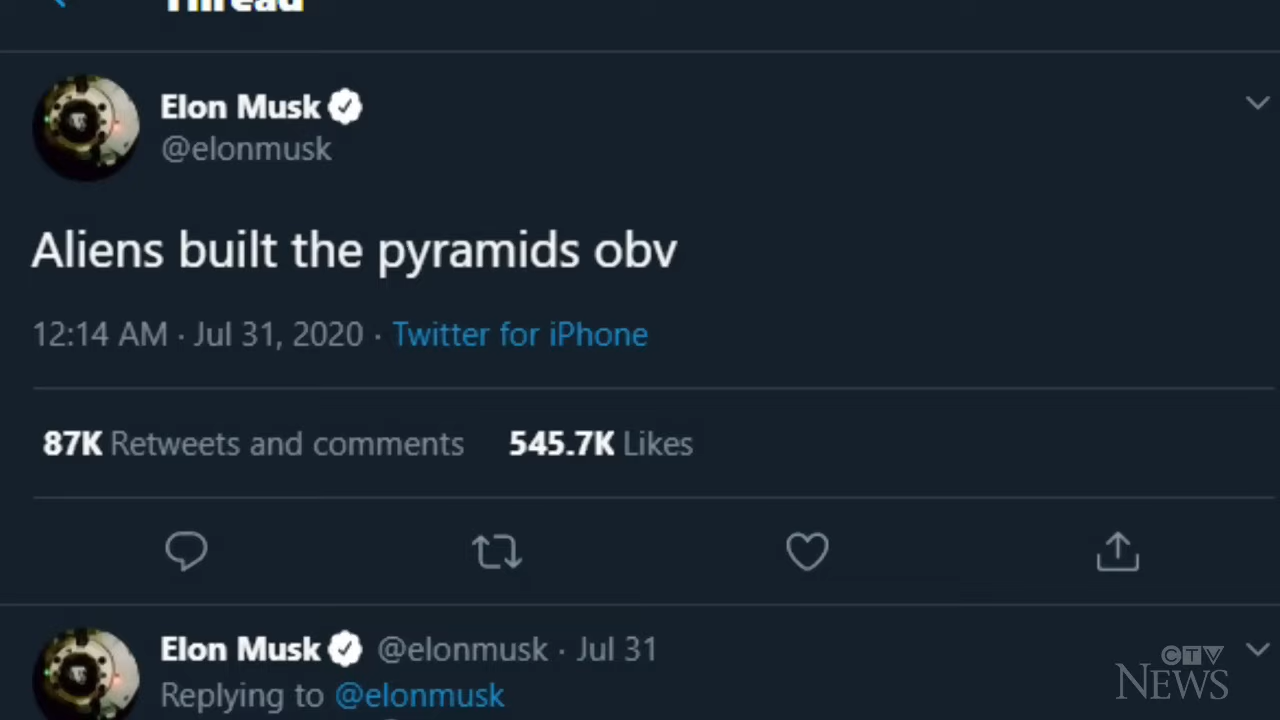 Thread
Elon Musk
@elonmusk
Aliens built the pyramids obv
12:14 AM · Jul 31, 2020 · Twitter for iPhone
87K Retweets and comments 545.7K Likes
Elon Musk @elonmusk · Jul 31
Replying to @elonmusk
CTV
NEWS